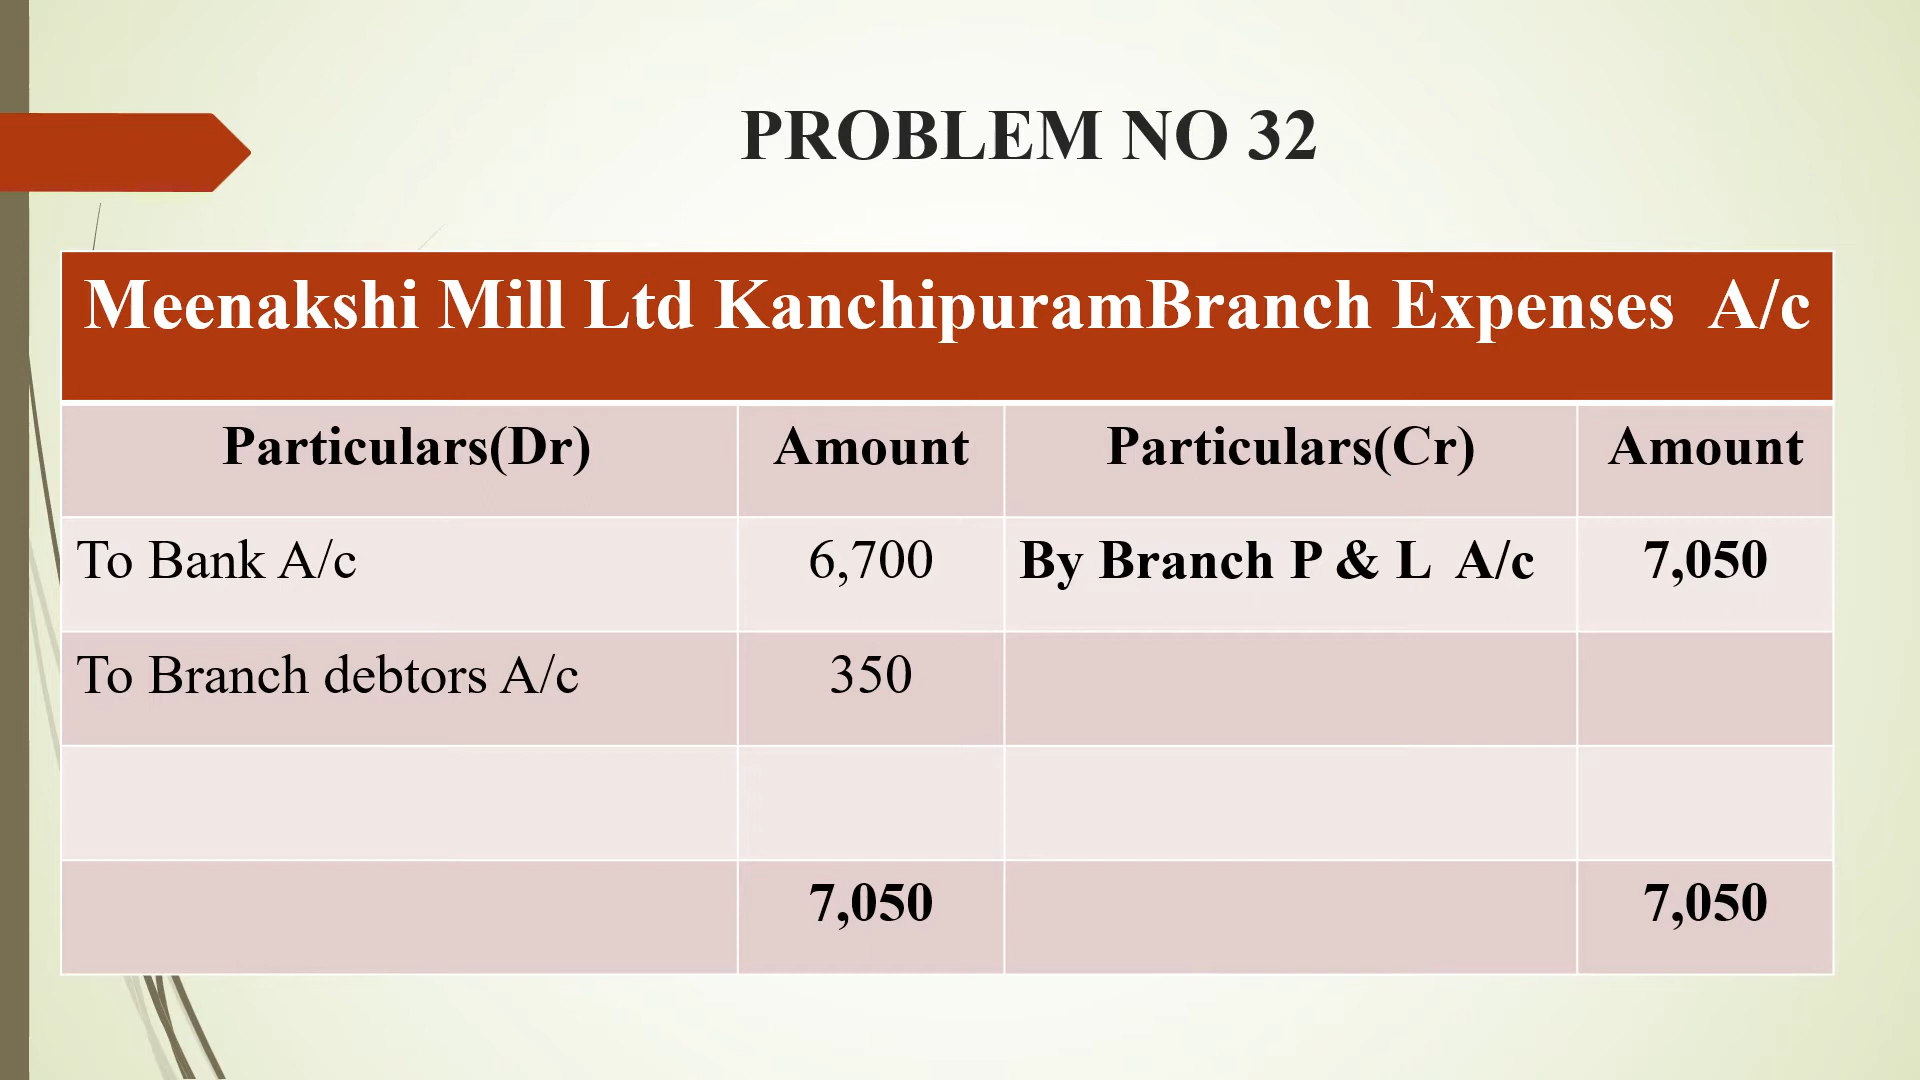 PROBLEM NO 32
Meenakshi Mill Ltd KanchipuramBranch Expenses A/c
Particulars(Dr) Amount Particulars(Cr) Amount
To Bank A/c 6,700 By Branch P & L A/c 7,050
To Branch debtors A/c 350
7,050 7,050